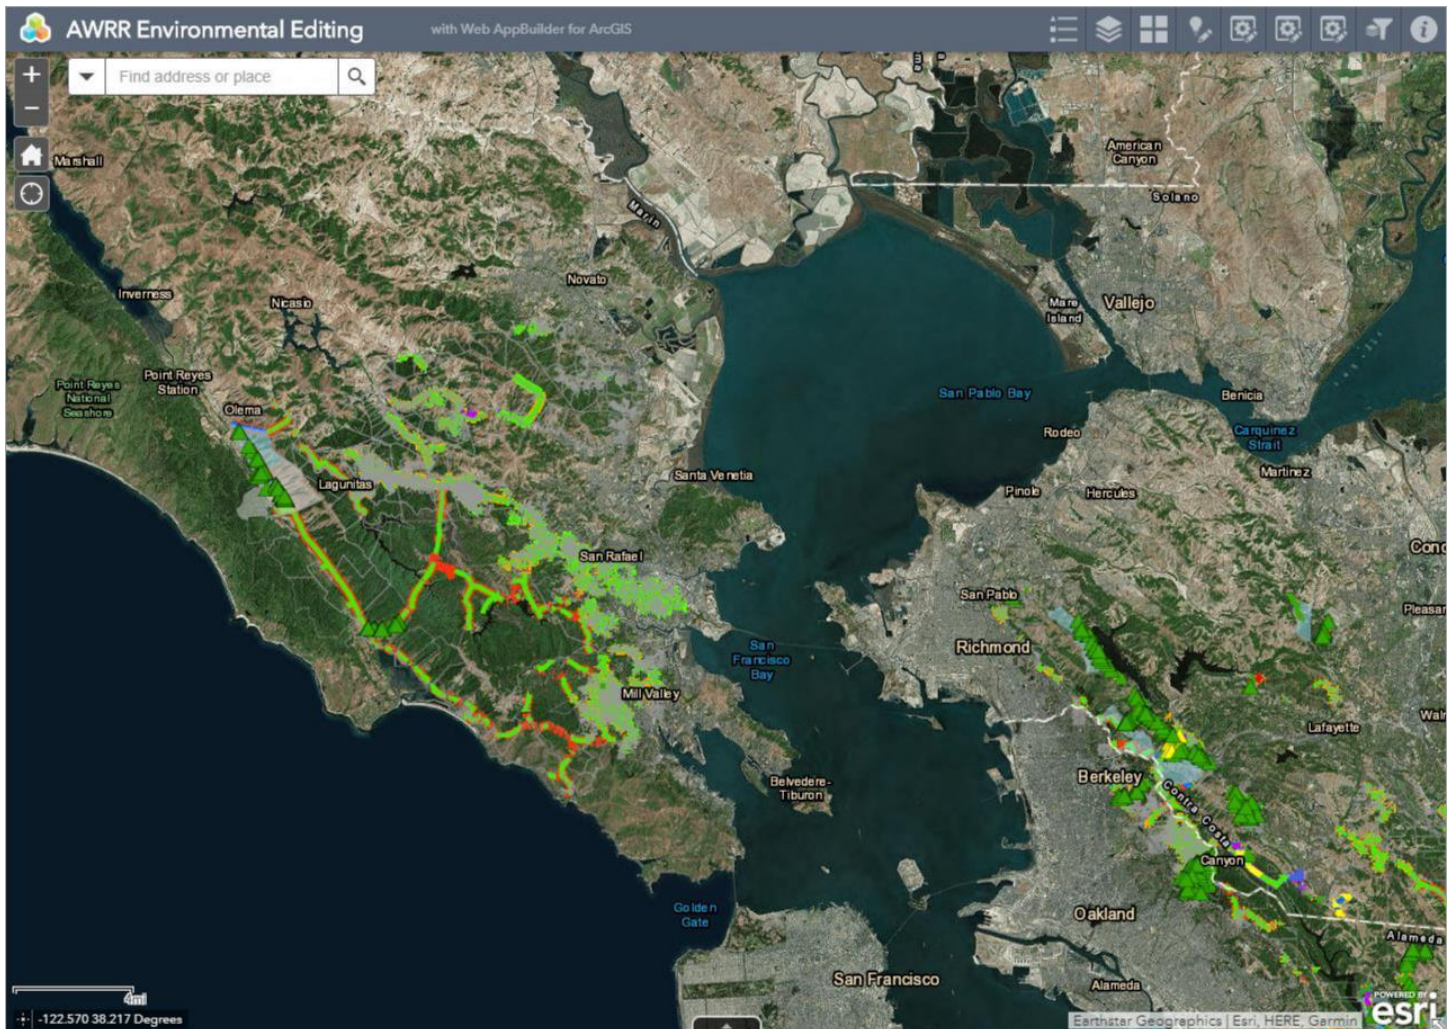 AWRR Environmental Editing
with Web AppBuilder for ArcGIS
+
Find address or place
−
Marshall
American
Canyon
Solano
Marin
Novato
Inverness
Nicasio
Mare
Island
Vallejo
Point Reyes
Station
Point Reyes
National
Seashore
San Pablo Bay
Benicia
Olema
Rodeo
Carquinez
Strait
Lagunitas
Santa Venetia
Martinez
Pinole
Hercules
San Rafael
Conc
San Pablo
Pleasar
Richmond
San
Francisco
Bay
Mill Valley
Lafayette
Waln
Belvedere-
Tiburon
Berkeley
Contra Costa
Canyon
Golden
Gate
Oakland
Alameda
San Francisco
Alameda
4mi
-122.570 38.217 Degrees
Earthstar Geographics | Esri, HERE, Garmin
POWERED BY
esri